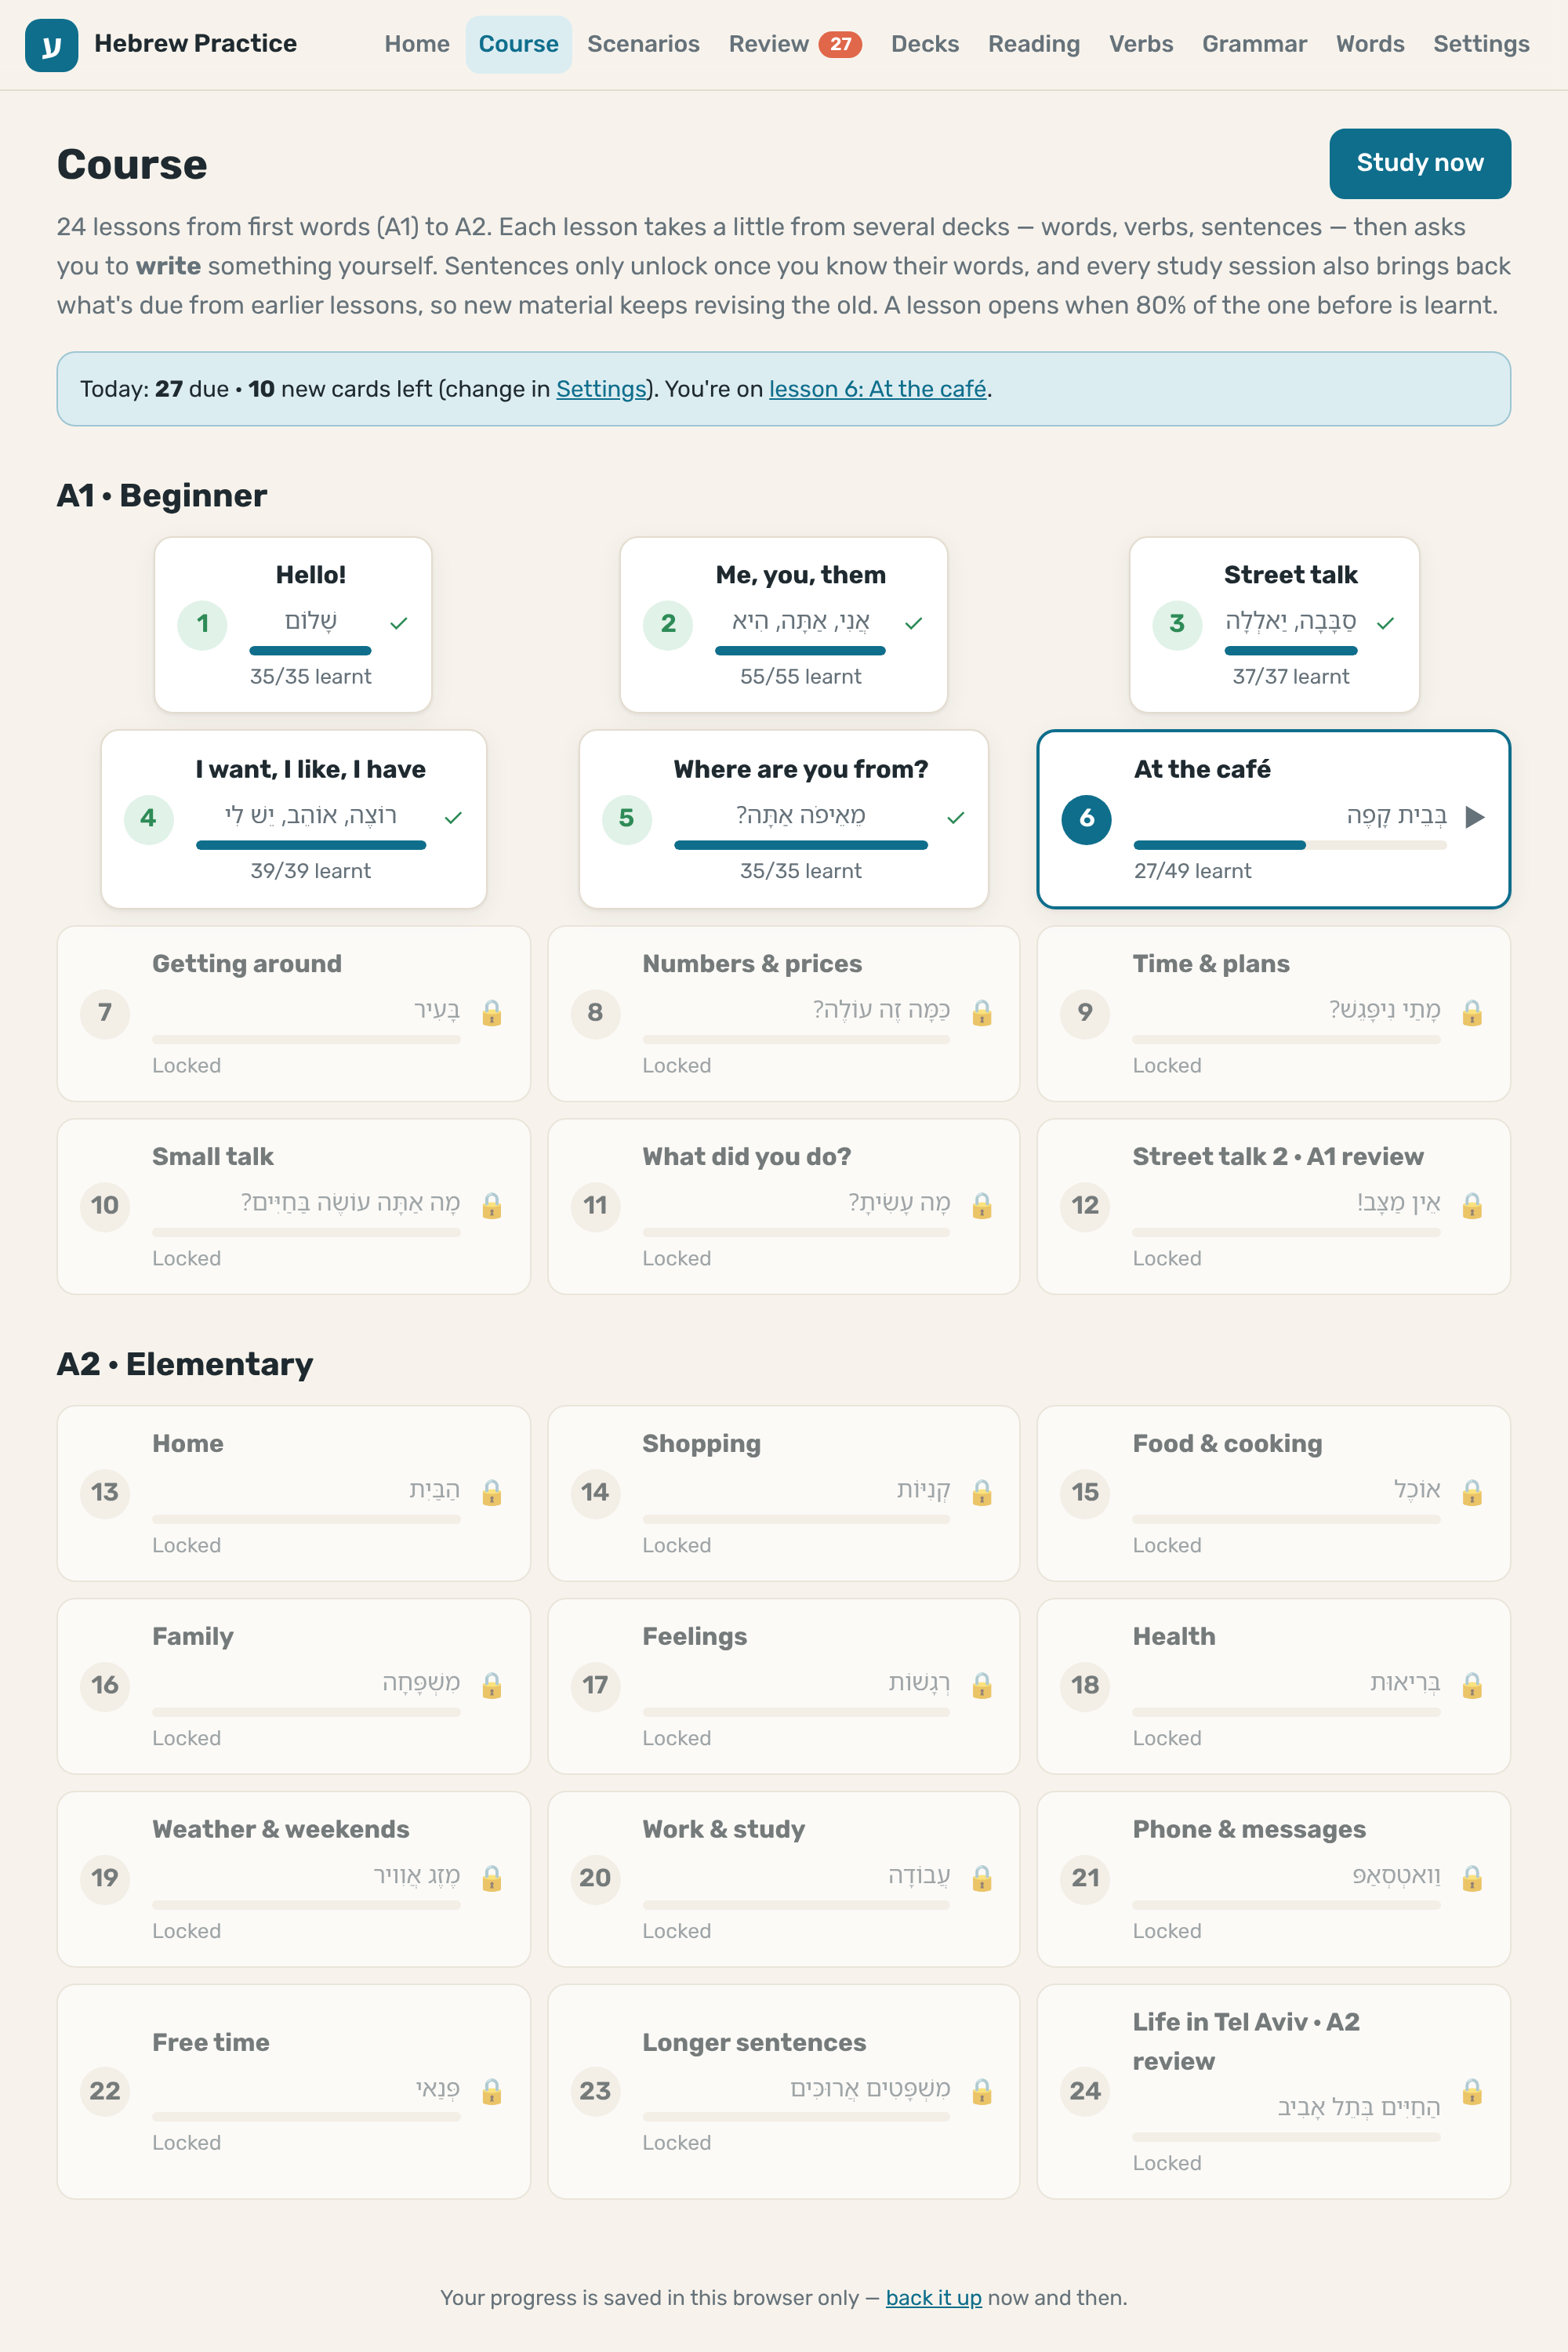 ע Hebrew Practice Home Course Scenarios Review 27 Decks Reading Verbs Grammar Words Settings
Course
Study now
24 lessons from first words (A1) to A2. Each lesson takes a little from several decks — words, verbs, sentences — then asks
you to write something yourself. Sentences only unlock once you know their words, and every study session also brings back
what's due from earlier lessons, so new material keeps revising the old. A lesson opens when 80% of the one before is learnt.
Today: 27 due • 10 new cards left (change in Settings). You're on lesson 6: At the café.
A1 • Beginner
1
Hello!
שָׁלוֹם
35/35 learnt
✓
2
Me, you, them
אֲנִי, אַתָּה, הִיא
55/55 learnt
✓
3
Street talk
סַבָּבָה, יַאלְלָה
37/37 learnt
✓
4
I want, I like, I have
רוֹצֶה, אוֹהֵב, יֵשׁ לִי
39/39 learnt
✓
5
Where are you from?
מֵאֵיפֹה אַתָּה?
35/35 learnt
✓
6
At the café
בְּבֵית קָפֶה
27/49 learnt
▶
7
Getting around
בָּעִיר
Locked
8
Numbers & prices
כַּמָּה זֶה עוֹלֶה?
Locked
9
Time & plans
מָתַי נִיפָּגֵשׁ?
Locked
10
Small talk
מָה אַתָּה עוֹשֶׂה בַּחַיִּים?
Locked
11
What did you do?
מָה עָשִׂיתָ?
Locked
12
Street talk 2 • A1 review
אֵין מַצָּב!
Locked
A2 • Elementary
13
Home
הַבַּיִת
Locked
14
Shopping
קְנִיּוֹת
Locked
15
Food & cooking
אוֹכֶל
Locked
16
Family
מִשְׁפָּחָה
Locked
17
Feelings
רְגָשׁוֹת
Locked
18
Health
בְּרִיאוּת
Locked
19
Weather & weekends
מֶזֶג אֲוִויר
Locked
20
Work & study
עֲבוֹדָה
Locked
21
Phone & messages
וַואטְסְאַפּ
Locked
22
Free time
פְּנַאי
Locked
23
Longer sentences
מִשְׁפָּטִים אֲרוּכִּים
Locked
24
Life in Tel Aviv • A2
review
הַחַיִּים בְּתֵל אָבִיב
Locked
Your progress is saved in this browser only — back it up now and then.